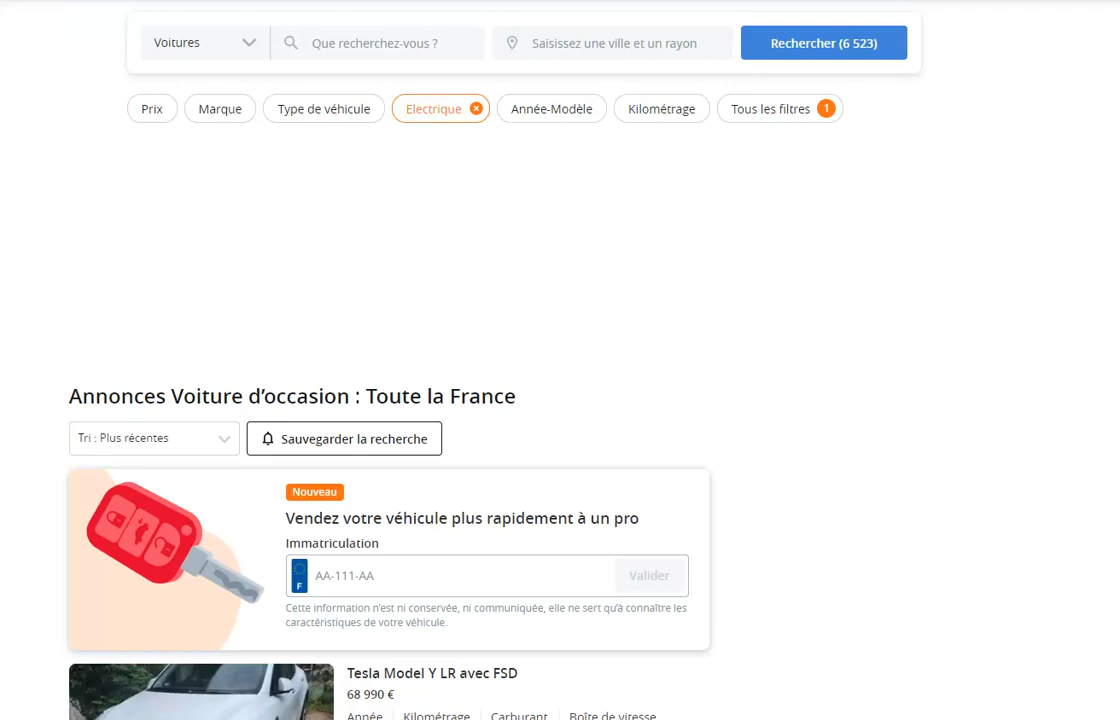 Voitures
Que recherchez-vous ?
Saisissez une ville et un rayon
Rechercher (6 523)
Prix
Marque
Type de véhicule
Electrique
Année-Modèle
Kilométrage
Tous les filtres 1
Annonces Voiture d’occasion : Toute la France
Tri : Plus récentes
Sauvegarder la recherche
Nouveau
Vendez votre véhicule plus rapidement à un pro
Immatriculation
F
AA-111-AA
Valider
Cette information n’est ni conservée, ni communiquée, elle ne sert qu’à connaître les
caractéristiques de votre véhicule.
Tesla Model Y LR avec FSD
68 990 €
Année
Kilométrage
Carburant
Boîte de vitesse